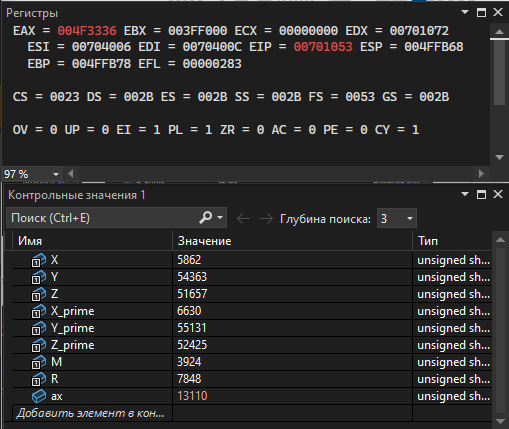 Регистры
EAX = 004F3336 EBX = 003FF000 ECX = 00000000 EDX = 00701072
ESI = 00704006 EDI = 0070400C EIP = 00701053 ESP = 004FFB68
EBP = 004FFB78 EFL = 00000283
CS = 0023 DS = 002B ES = 002B SS = 002B FS = 0053 GS = 002B
OV = 0 UP = 0 EI = 1 PL = 1 ZR = 0 AC = 0 PE = 0 CY = 1
97 %
Контрольные значения 1
Поиск (Ctrl+E) Глубина поиска: 3
Имя Значение Тип
X 5862 unsigned sh...
Y 54363 unsigned sh...
Z 51657 unsigned sh...
X_prime 6630 unsigned sh...
Y_prime 55131 unsigned sh...
Z_prime 52425 unsigned sh...
M 3924 unsigned sh...
R 7848 unsigned sh...
ax 13110 unsigned sh...
Добавить элемент в кон...